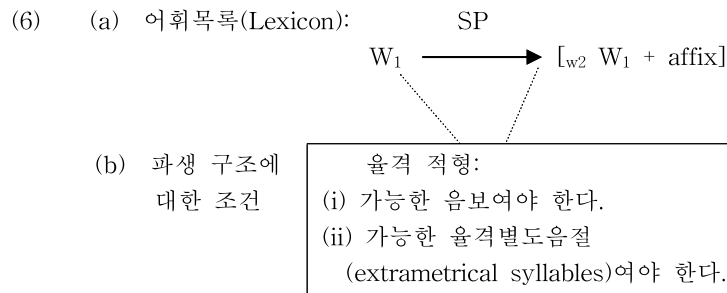 (6) (a) 어휘목록(Lexicon): SP
W₁ → [w2 W₁ + affix]
(b) 파생 구조에 율격 적형:
대한 조건 (i) 가능한 음보여야 한다.
(ii) 가능한 율격별도음절
(extrametrical syllables)여야 한다.